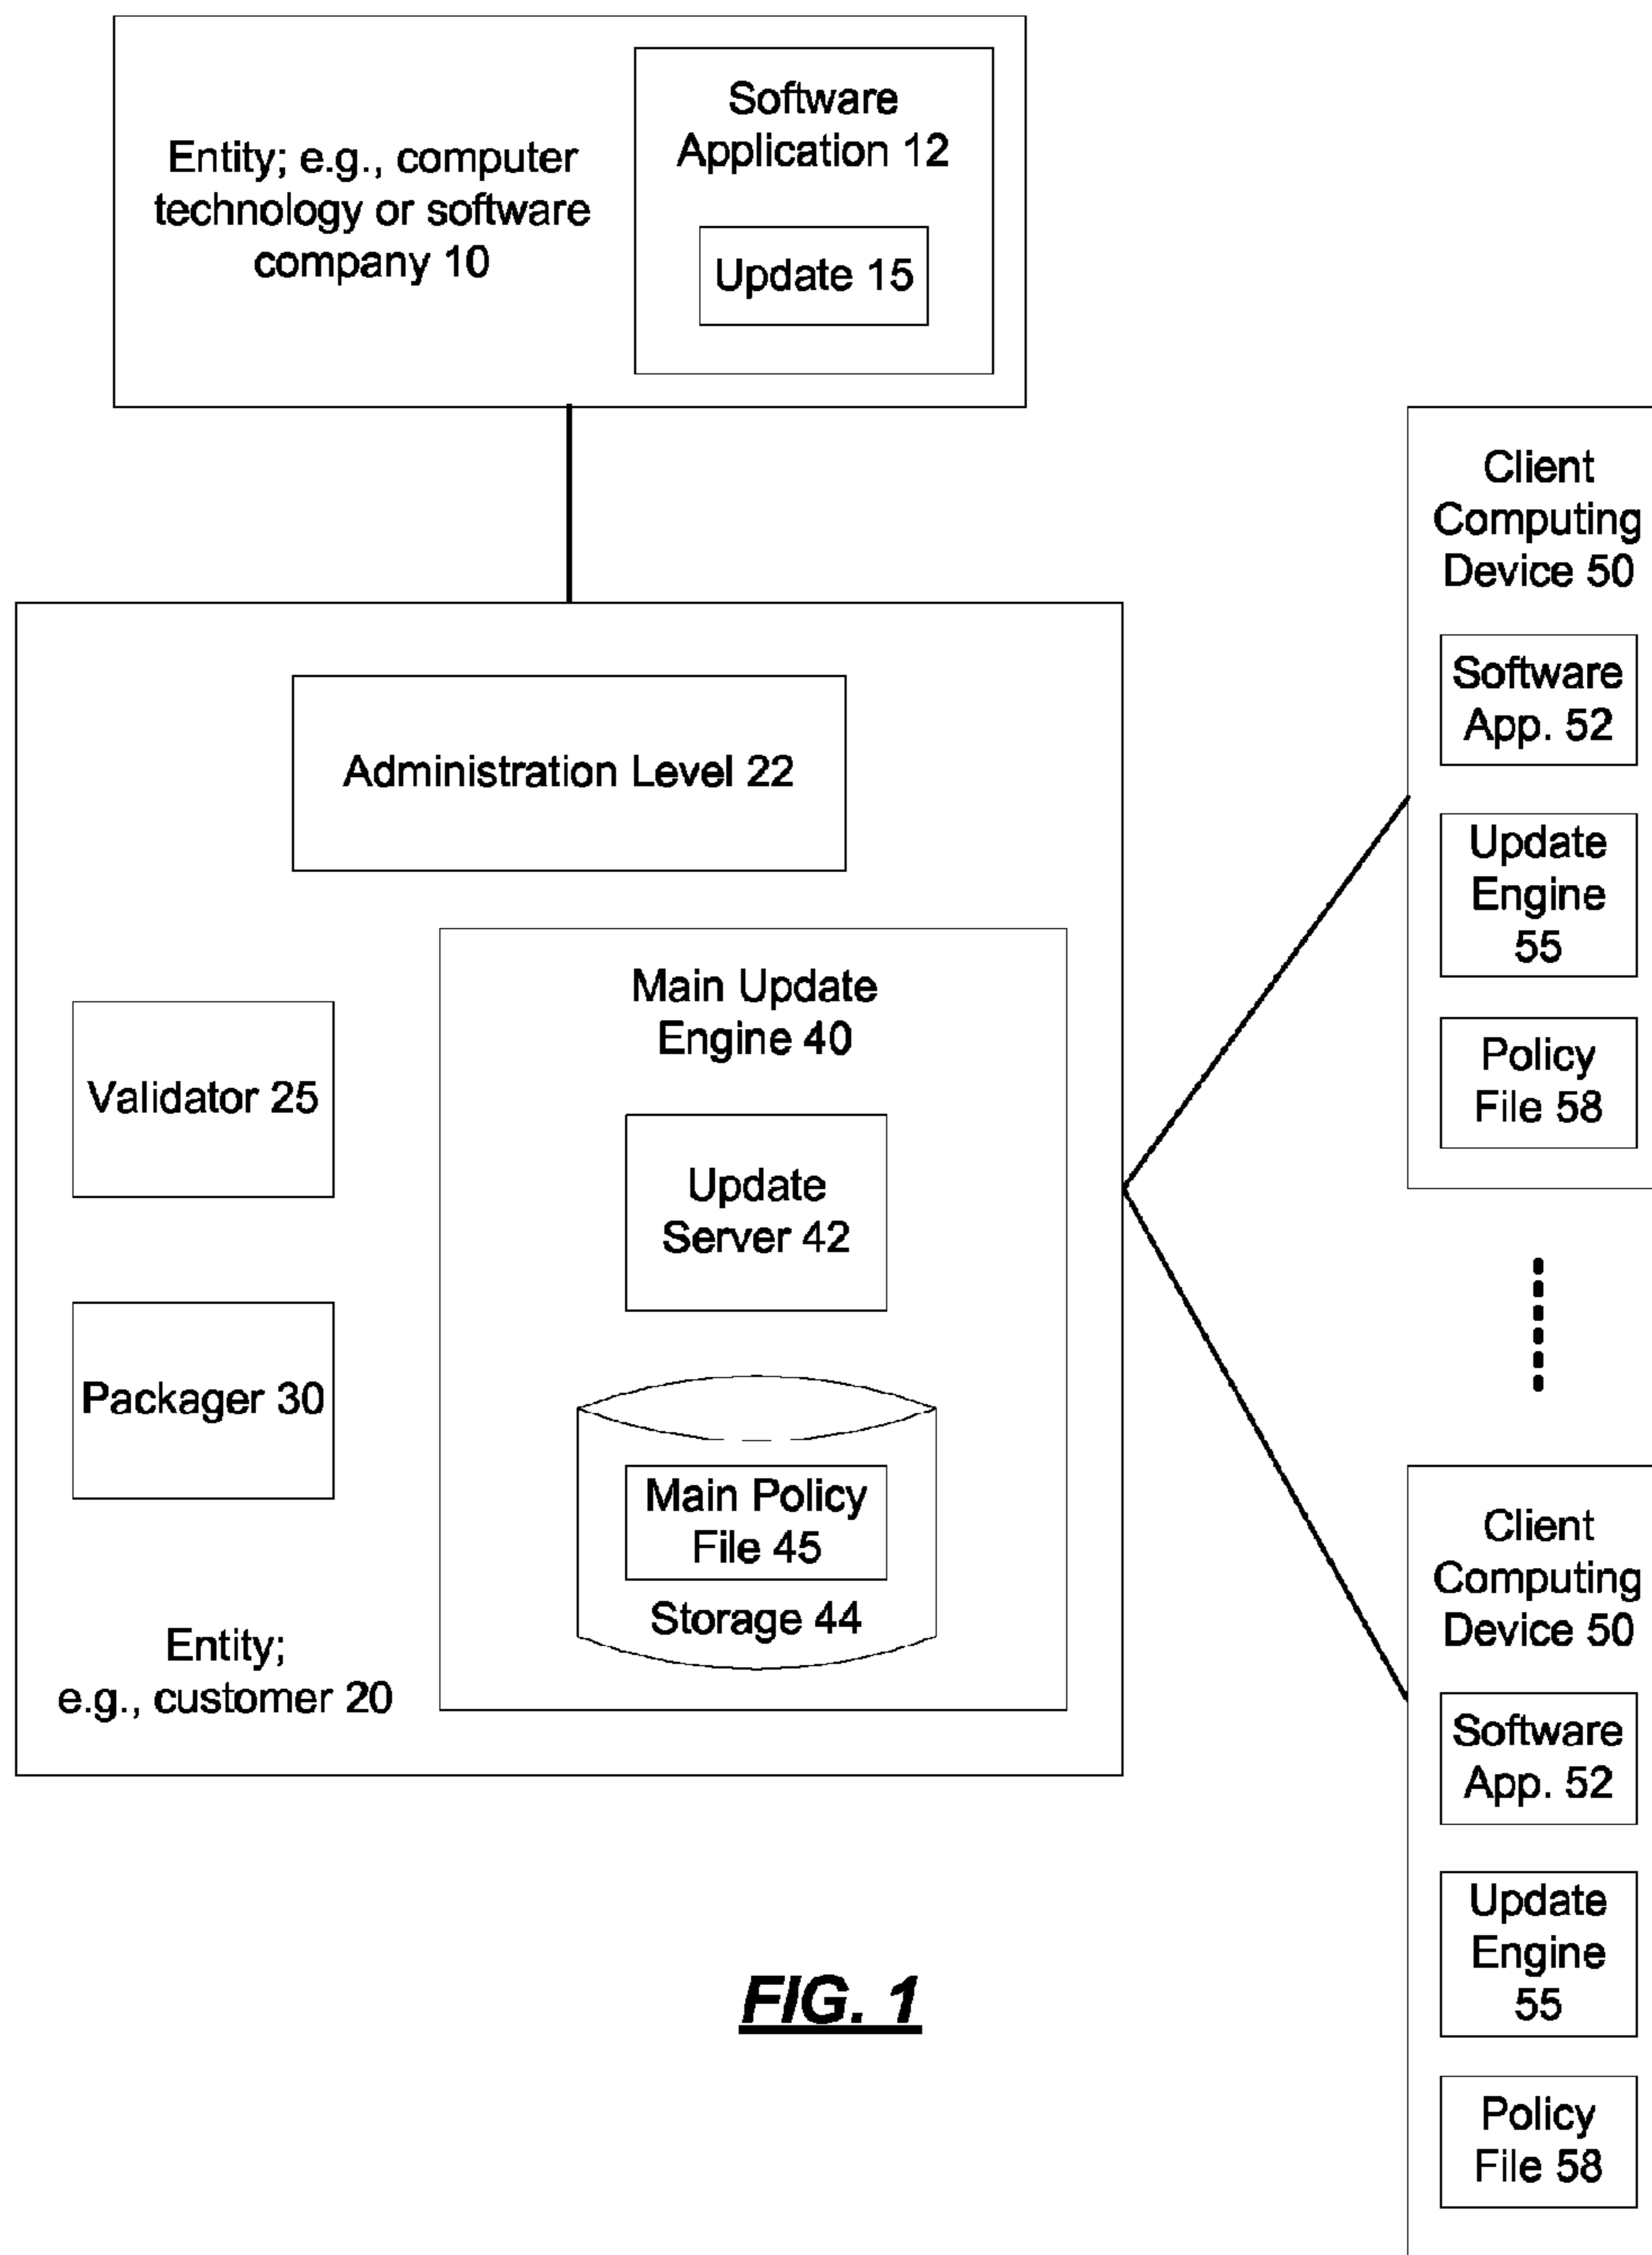 Entity; e.g., computer
technology or software
company 10
Software
Application 12
Update 15
Administration Level 22
Validator 25
Packager 30
Entity;
e.g., customer 20
Main Update
Engine 40
Update
Server 42
Main Policy
File 45
Storage 44
Client
Computing
Device 50
Software
App. 52
Update
Engine
55
Policy
File 58
Client
Computing
Device 50
Software
App. 52
Update
Engine
55
Policy
File 58
FIG. 1